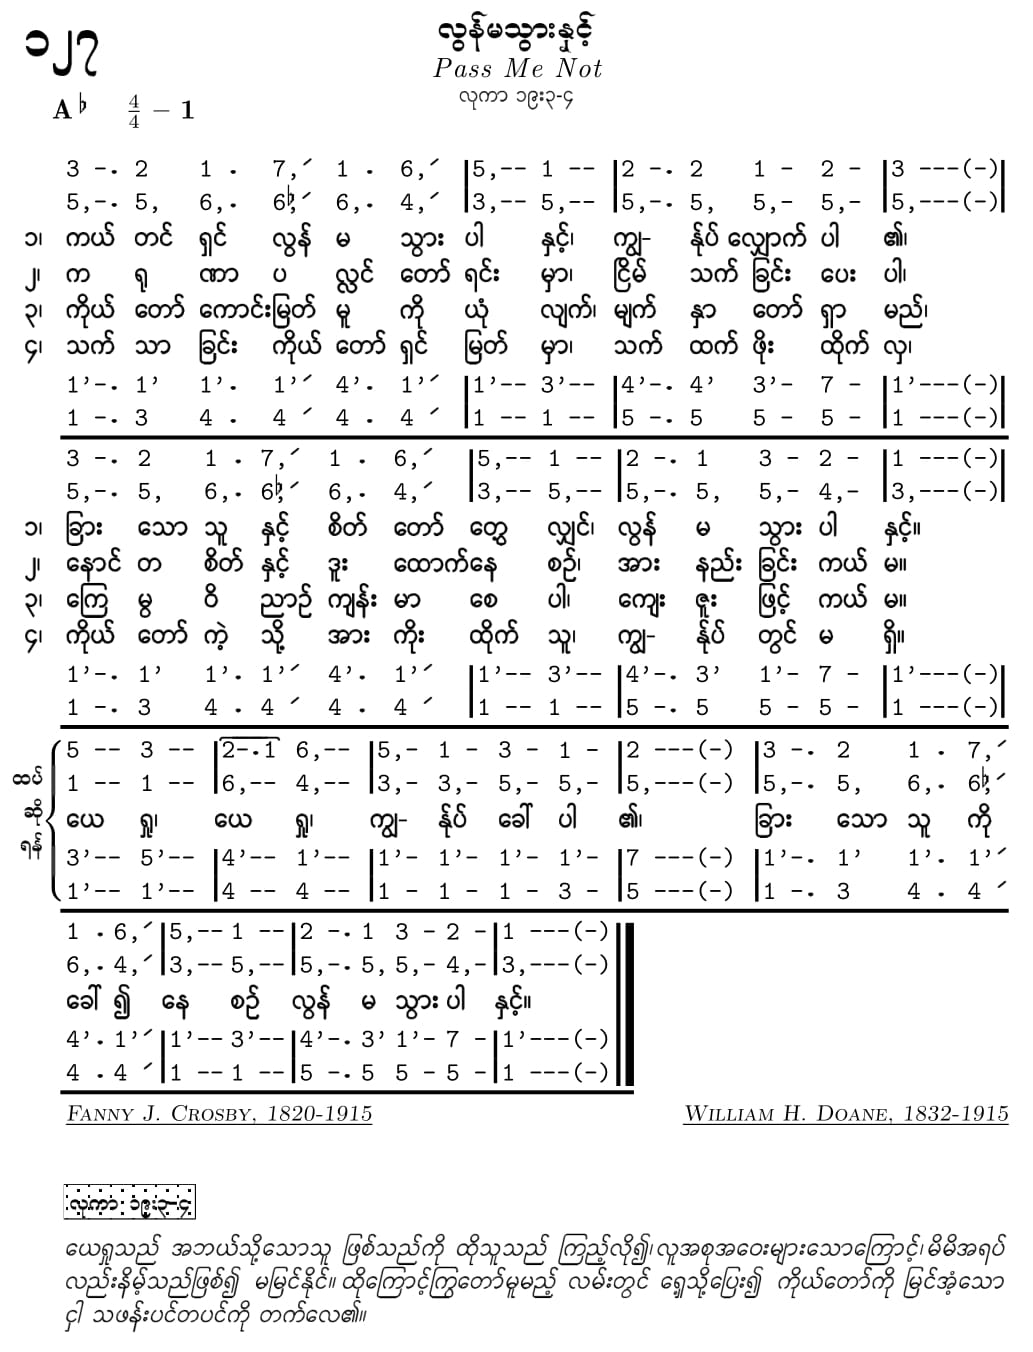 ၁၂၇
လွန်မသွားနှင့်
Pass Me Not
လုကာ ၁၉း၃-၄
A♭ 4/4 – 1
3 -. 2 1 . 7,′ 1 . 6,′ |5,-- 1 -- |2 -. 2 1 - 2 - |3 ---(-)|
5,-. 5, 6,. 6♭,′ 6,. 4,′ |3,-- 5,-- |5,-. 5, 5,- 5,- |5,---(-)|
၁၊ ကယ် တင် ရှင် လွန် မ သွား ပါ နှင့်၊ ကျွ- န်ုပ် လျှောက် ပါ ၏၊
၂၊ က ရု ဏာ ပ လ္လင် တော် ရင်း မှာ၊ ငြိမ် သက် ခြင်း ပေး ပါ၊
၃၊ ကိုယ် တော် ကောင်းမြတ် မူ ကို ယုံ လျက်၊ မျက် နှာ တော် ရှာ မည်၊
၄၊ သက် သာ ခြင်း ကိုယ် တော် ရှင် မြတ် မှာ၊ သက် ထက် ဖိုး ထိုက် လှ၊
1’-. 1’ 1’. 1’′ 4’. 1’′ |1’-- 3’-- |4’-. 4’ 3’- 7 - |1’---(-)|
1 -. 3 4 . 4 ′ 4 . 4 ′ |1 -- 1 -- |5 -. 5 5 - 5 - |1 ---(-)|
3 -. 2 1 . 7,′ 1 . 6,′ |5,-- 1 -- |2 -. 1 3 - 2 - |1 ---(-)|
5,-. 5, 6,. 6♭,′ 6,. 4,′ |3,-- 5,-- |5,-. 5, 5,- 4,- |3,---(-)|
၁၊ ခြား သော သူ နှင့် စိတ် တော် တွေ့ လျှင်၊ လွန် မ သွား ပါ နှင့်။
၂၊ နောင် တ စိတ် နှင့် ဒူး ထောက်နေ စဉ်၊ အား နည်း ခြင်း ကယ် မ။
၃၊ ကြေ မွ ဝိ ညာဉ် ကျန်း မာ စေ ပါ၊ ကျေး ဇူး ဖြင့် ကယ် မ။
၄၊ ကိုယ် တော် ကဲ့ သို့ အား ကိုး ထိုက် သူ၊ ကျွ- န်ုပ် တွင် မ ရှိ။
1’-. 1’ 1’. 1’′ 4’. 1’′ |1’-- 3’-- |4’-. 3’ 1’- 7 - |1’---(-)|
1 -. 3 4 . 4 ′ 4 . 4 ′ |1 -- 1 -- |5 -. 5 5 - 5 - |1 ---(-)|
ထပ် ဆို ရန်
5 -- 3 -- |2-.1 6,-- |5,- 1 - 3 - 1 - |2 ---(-) |3 -. 2 1 . 7,′
1 -- 1 -- |6,-- 4,-- |3,- 3,- 5,- 5,- |5,---(-) |5,-. 5, 6,. 6♭,′
ယေ ရှု၊ ယေ ရှု၊ ကျွ- န်ုပ် ခေါ် ပါ ၏၊ ခြား သော သူ ကို
3’-- 5’-- |4’-- 1’-- |1’- 1’- 1’- 1’- |7 ---(-) |1’-. 1’ 1’. 1’′
1’-- 1’-- |4 -- 4 -- |1 - 1 - 1 - 3 - |5 ---(-) |1 -. 3 4 . 4 ′
1 . 6,′ |5,-- 1 -- |2 -. 1 3 - 2 - |1 ---(-)
6,. 4,′ |3,-- 5,-- |5,-. 5, 5,- 4,- |3,---(-)
ခေါ် ၍ နေ စဉ် လွန် မ သွား ပါ နှင့်။
4’. 1’′ |1’-- 3’-- |4’-. 3’ 1’- 7 - |1’---(-)
4 . 4 ′ |1 -- 1 -- |5 -. 5 5 - 5 - |1 ---(-)
FANNY J. CROSBY, 1820-1915 WILLIAM H. DOANE, 1832-1915
လုကာ ၁၉း၃-၄
ယေရှုသည် အဘယ်သို့သောသူ ဖြစ်သည်ကို ထိုသူသည် ကြည့်လို၍၊ လူအစုအဝေးများသောကြောင့်၊ မိမိအရပ်
လည်းနိမ့်သည်ဖြစ်၍ မမြင်နိုင်။ ထိုကြောင့်ကြွတော်မူမည့် လမ်းတွင် ရှေ့သို့ပြေး၍ ကိုယ်တော်ကို မြင်အံ့သော
ငှါ သဖန်းပင်တပင်ကို တက်လေ၏။